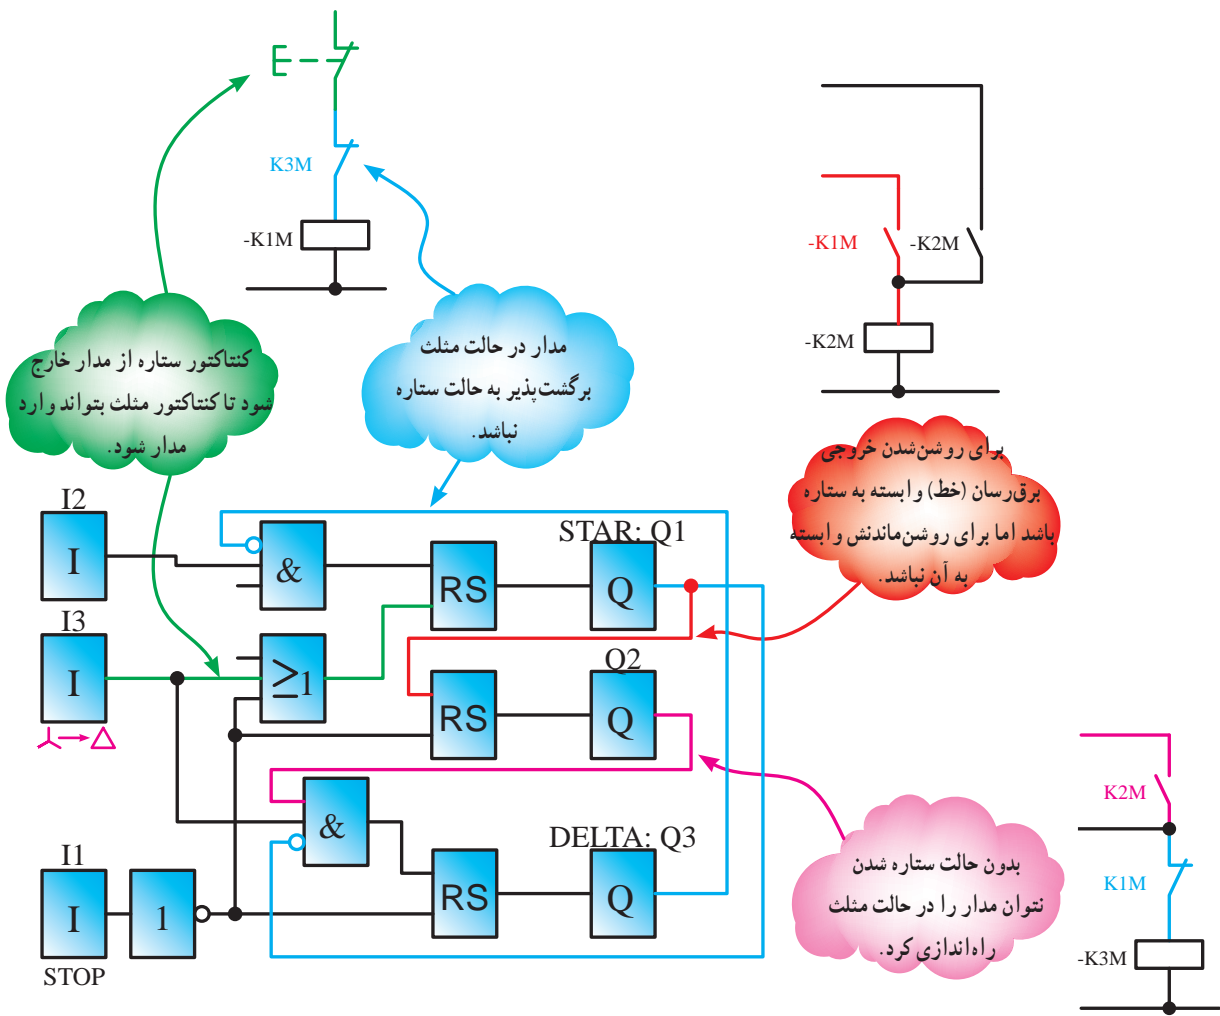 K3M
-K1M
-K1M
-K2M
-K2M
کنتاکتور ستاره از مدار خارج
شود تا کنتاکتور مثلث بتواند وارد
مدار شود.
مدار در حالت مثلث
برگشت‌پذیر به حالت ستاره
نباشد.
برای روشن‌شدن خروجی
برق‌رسان (خط) وابسته به ستاره
باشد اما برای روشن‌ماندنش وابسته
به آن نباشد.
I2
I
&
RS
STAR: Q1
Q
I3
I
≥1
RS
Q2
Q
&
I1
I
STOP
1
RS
DELTA: Q3
Q
بدون حالت ستاره شدن
نتوان مدار را در حالت مثلث
راه‌اندازی کرد.
K2M
K1M
-K3M